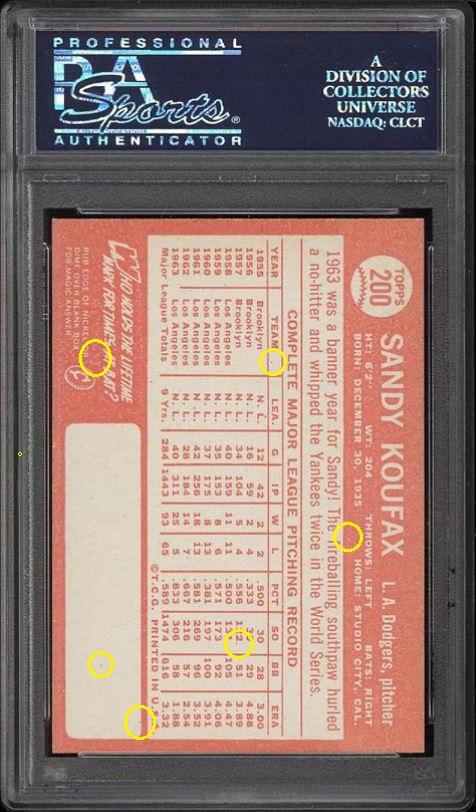 PROFESSIONAL
PSA
Sports®
AUTHENTICATOR
A
DIVISION OF
COLLECTORS
UNIVERSE
NASDAQ: CLCT
TOPPS
200
SANDY KOUFAX L. A. Dodgers, pitcher
HT: 6'2" WT: 204 THROWS: LEFT BATS: RIGHT
BORN: DECEMBER 30, 1935 HOME: STUDIO CITY, CAL.
1963 was a banner year for Sandy! The fireballing southpaw hurled
a no-hitter and whipped the Yankees twice in the World Series.
COMPLETE MAJOR LEAGUE PITCHING RECORD
YEAR TEAM LEA. G IP W L PCT SO BB ERA
1955 Brooklyn N. L. 12 42 2 2 .500 30 28 3.00
1956 Brooklyn N. L. 16 59 2 4 .333 30 29 4.88
1957 Brooklyn N. L. 34 104 5 4 .556 122 51 3.89
1958 Los Angeles N. L. 40 159 11 11 .500 131 105 4.47
1959 Los Angeles N. L. 35 153 8 6 .571 173 92 4.06
1960 Los Angeles N. L. 37 175 8 13 .381 197 100 3.91
1961 Los Angeles N. L. 42 256 18 13 .581 269 96 3.52
1962 Los Angeles N. L. 28 184 14 7 .667 216 57 2.54
1963 Los Angeles N. L. 40 311 25 5 .833 306 58 1.88
Major League Totals 9 Yrs. 284 1443 93 65 .589 1474 616 3.32
©T.C.G. PRINTED IN U.S.A.
WHO HOLDS THE LIFETIME
MARK FOR TIMES AT BAT?
RUB EDGE OF NICKEL OR
DIME OVER BLANK BOX
FOR MAGIC ANSWER